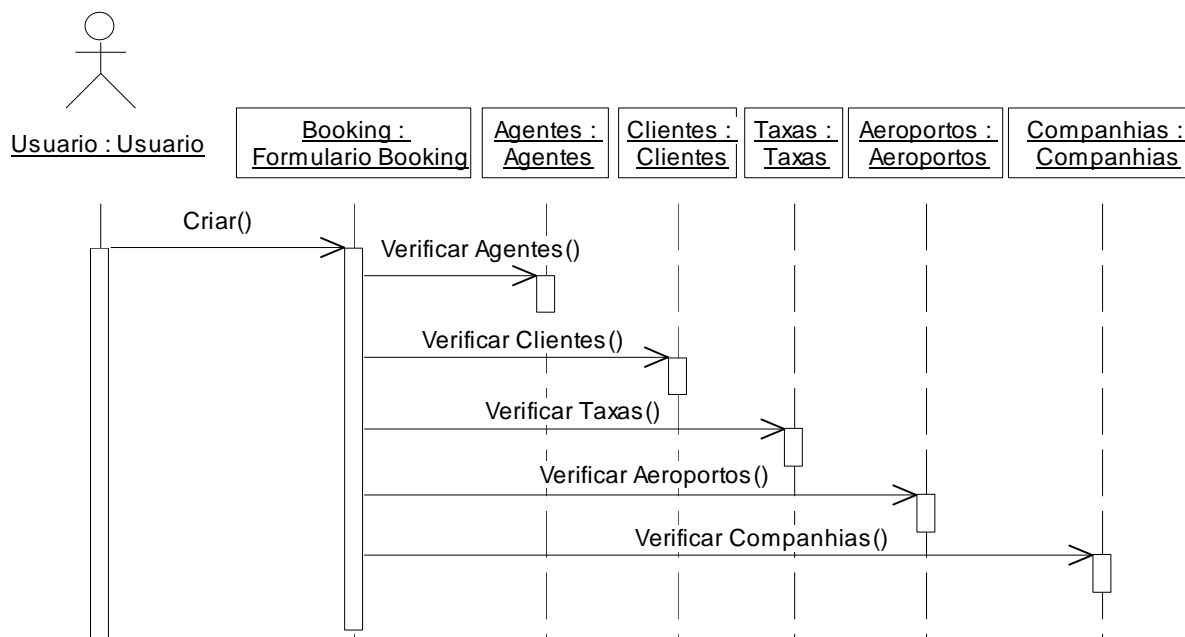 Usuario : Usuario
Booking :
Formulario Booking
Agentes :
Agentes
Clientes :
Clientes
Taxas :
Taxas
Aeroportos :
Aeroportos
Companhias :
Companhias
Criar()
Verificar Agentes()
Verificar Clientes()
Verificar Taxas()
Verificar Aeroportos()
Verificar Companhias()